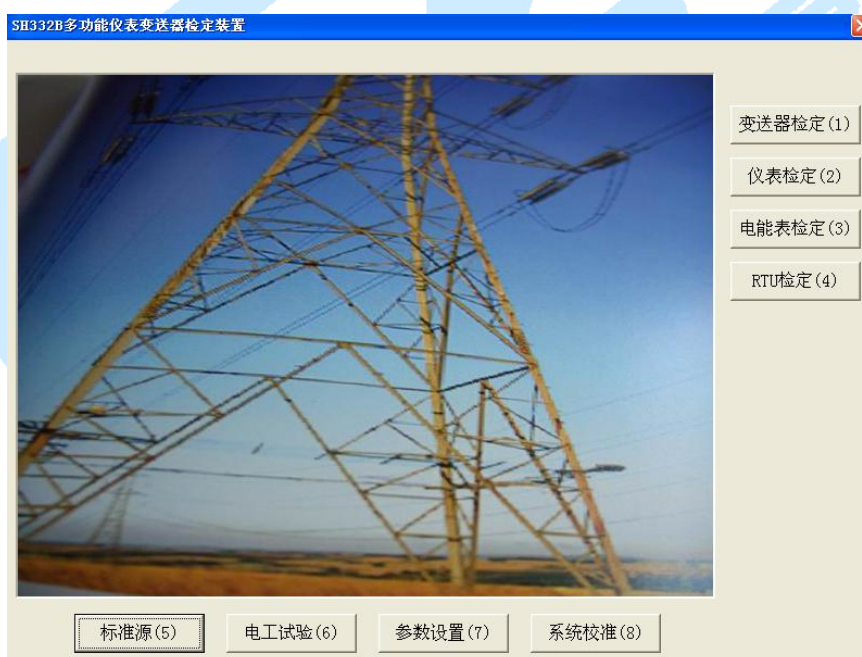 SH332B多功能仪表变送器检定装置
变送器检定(1)
仪表检定(2)
电能表检定(3)
RTU检定(4)
标准源(5)
电工试验(6)
参数设置(7)
系统校准(8)